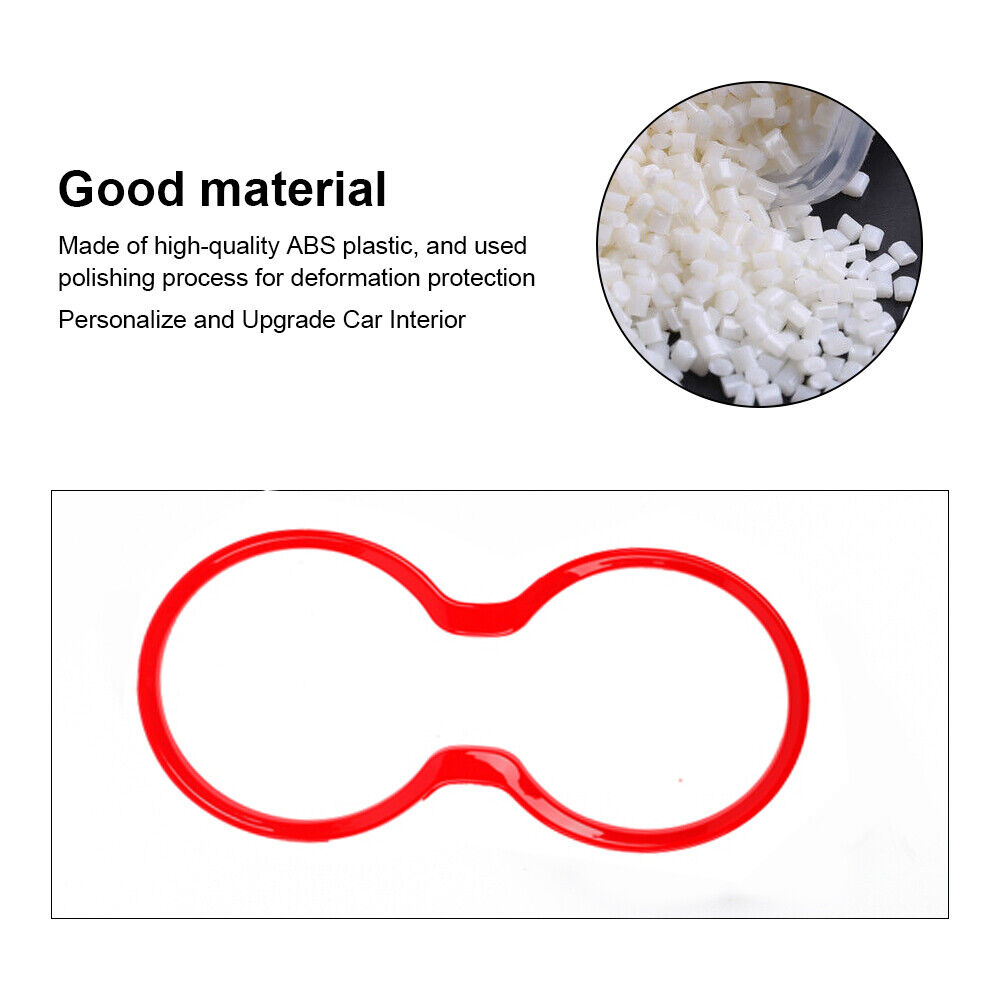 Good material
Made of high-quality ABS plastic, and used
polishing process for deformation protection
Personalize and Upgrade Car Interior